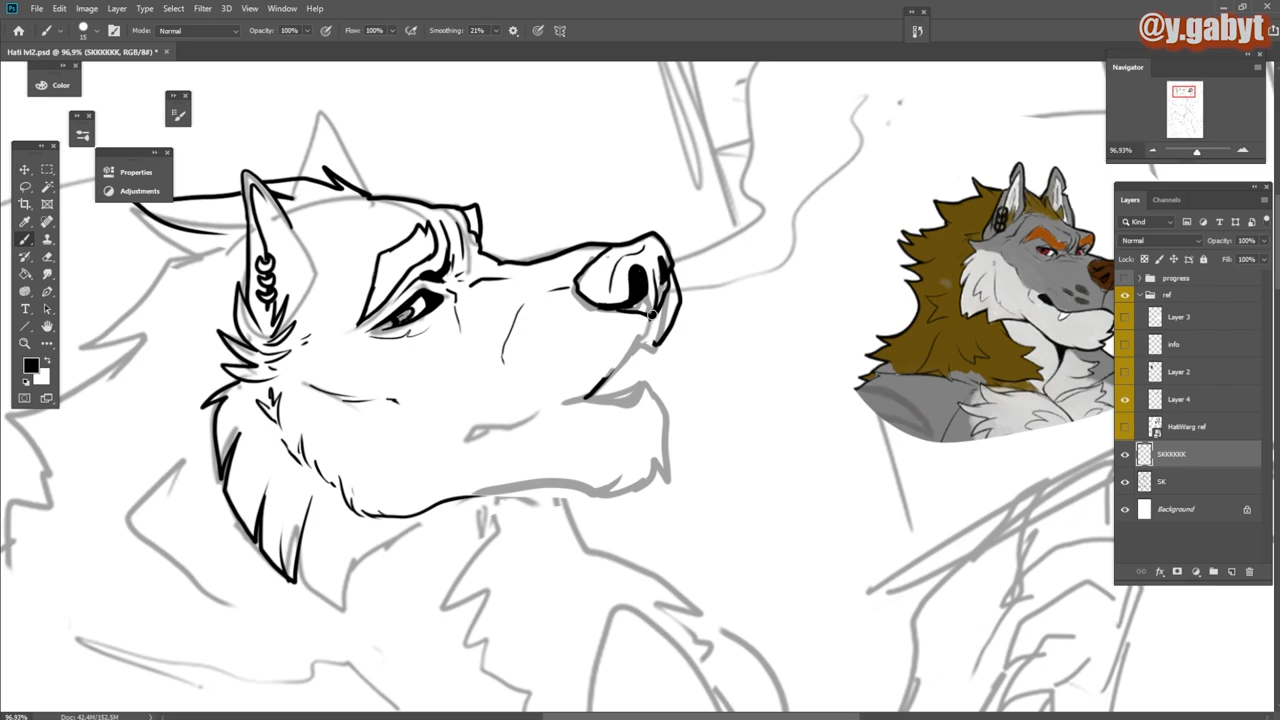 Ps File Edit Image Layer Type Select Filter 3D View Window Help
@y.gabyt
15 Mode: Normal Opacity: 100% Flow: 100% Smoothing: 21%
Hati lvl2.psd @ 96,9% (SKKKKKK, RGB/8#) *
Color
Navigator
96,93%
Properties
Adjustments
Layers Channels
Kind
Normal Opacity: 100%
Lock: Fill: 100%
progress
ref
Layer 3
info
Layer 2
Layer 4
HatiWarg ref
SKKKKKK
SK
Background
96,93% Doc: 42,4M/152,5M